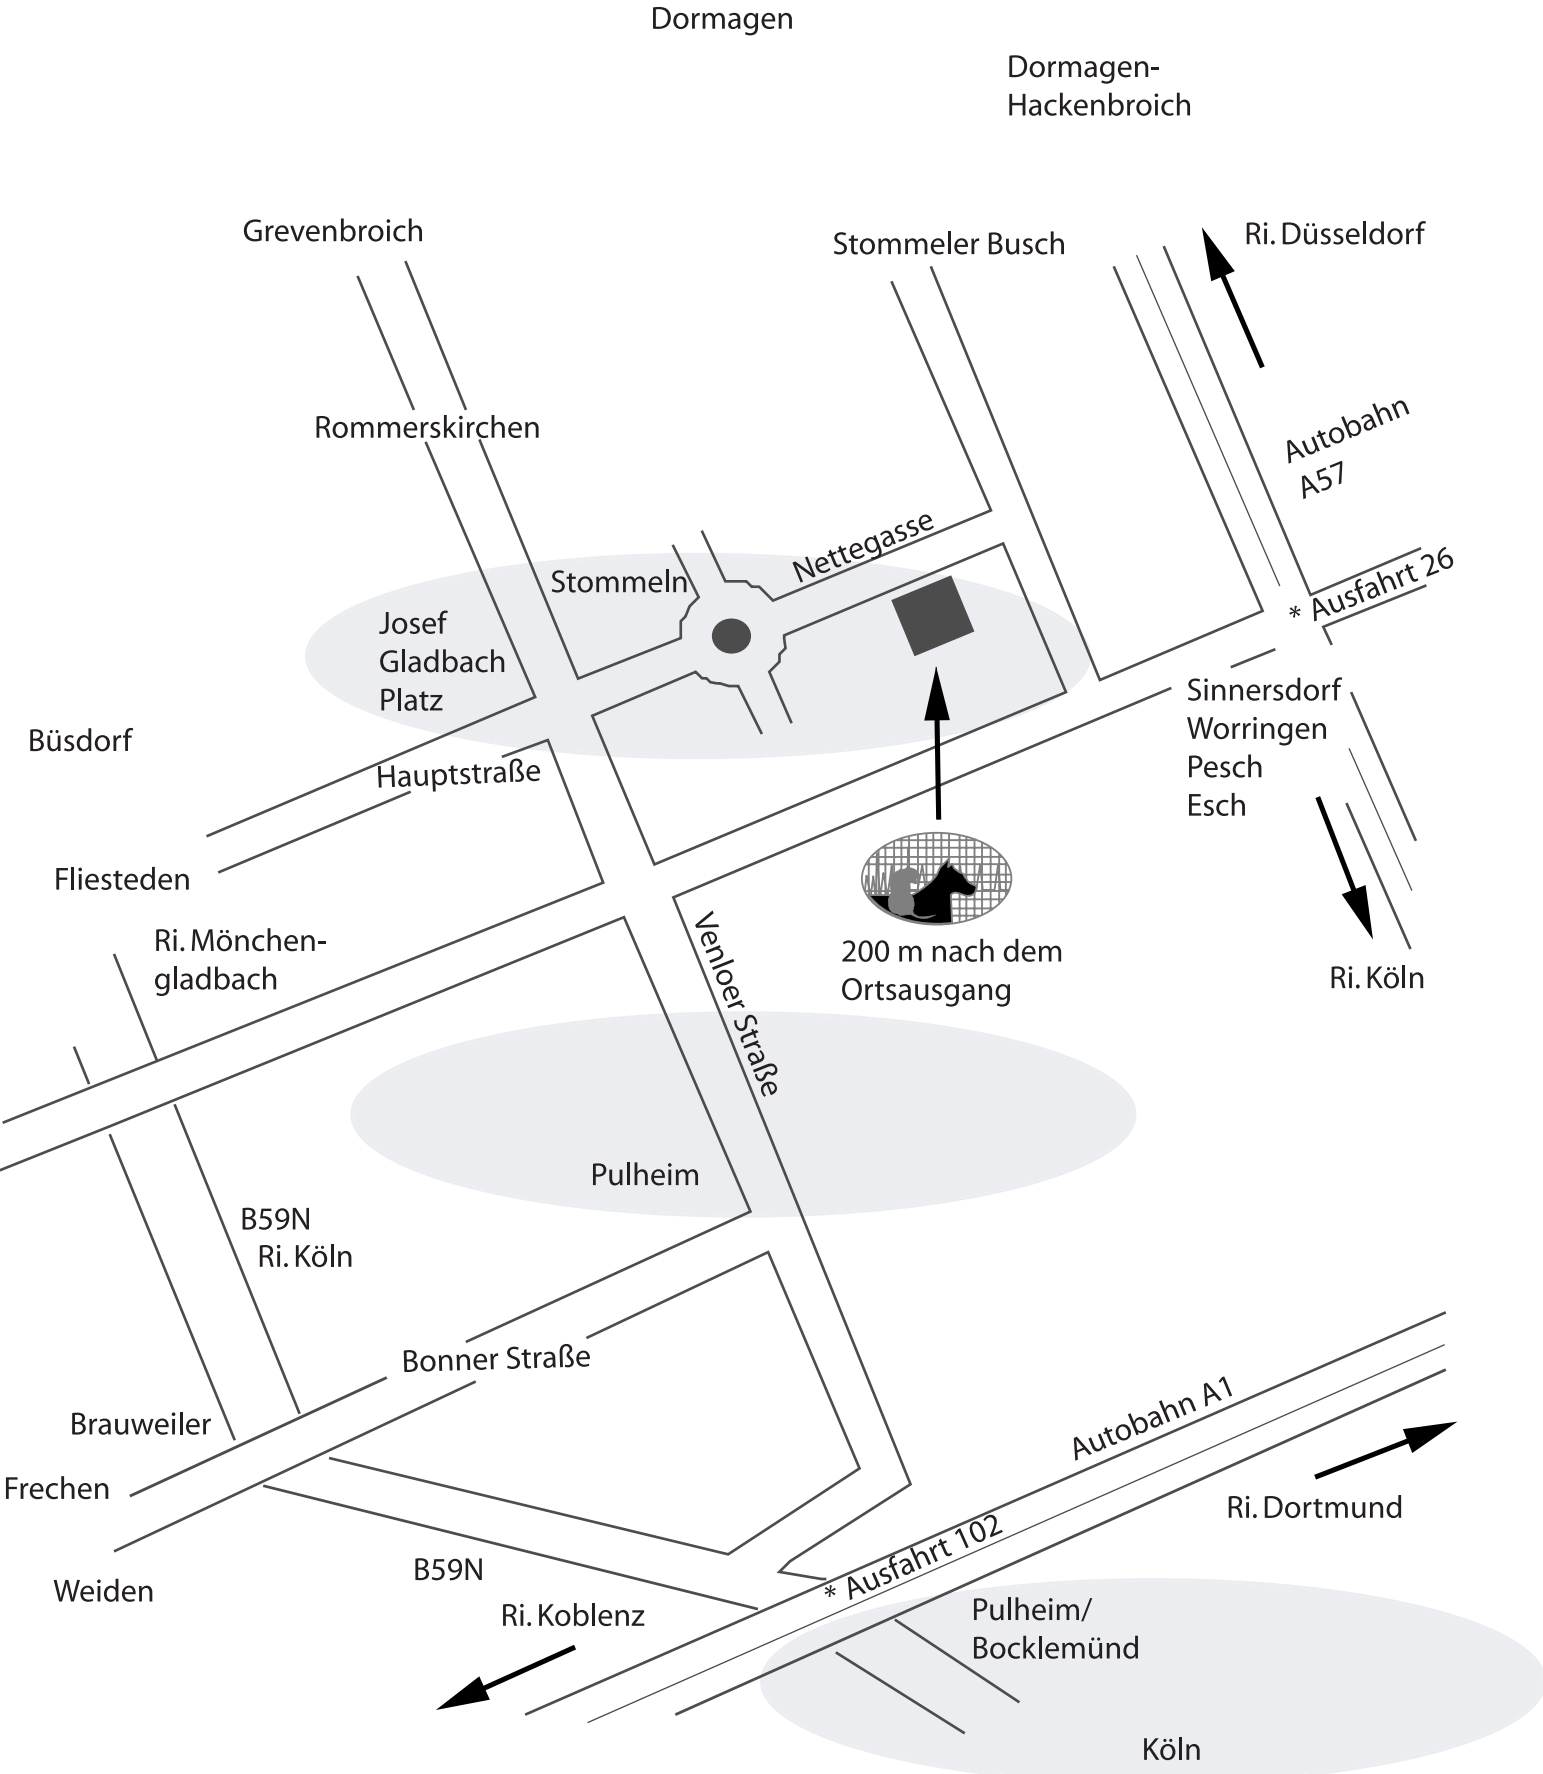 Dormagen
Dormagen-
Hackenbroich
Grevenbroich
Stommeler Busch
Ri. Düsseldorf
Rommerskirchen
Autobahn
A57
Nettegasse
Stommeln
* Ausfahrt 26
Josef
Gladbach
Platz
Sinnersdorf
Worringen
Pesch
Esch
Büsdorf
Hauptstraße
Fliesteden
Ri. Mönchen-
gladbach
200 m nach dem
Ortsausgang
Ri. Köln
Venloer Straße
Pulheim
B59N
Ri. Köln
Bonner Straße
Brauweiler
Autobahn A1
Frechen
Ri. Dortmund
* Ausfahrt 102
B59N
Weiden
Ri. Koblenz
Pulheim/
Bocklemünd
Köln